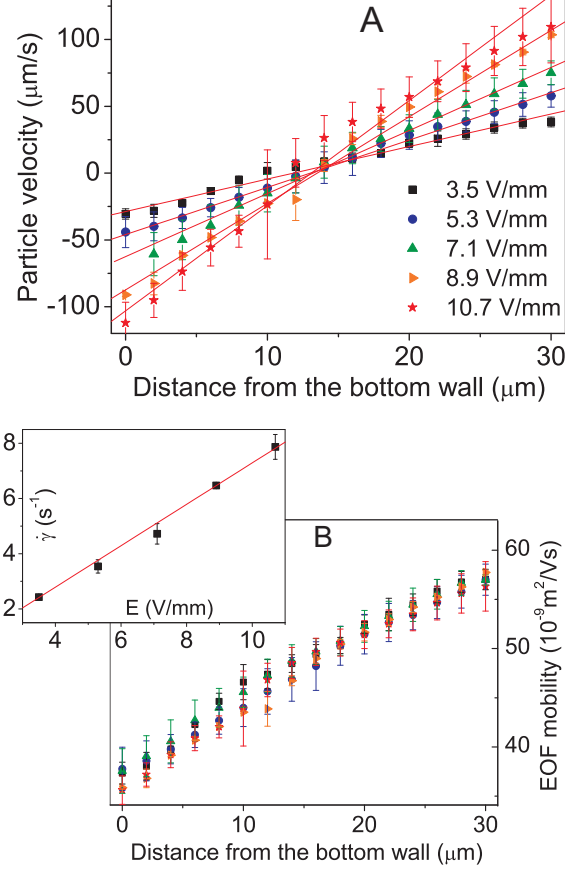 A
100
50
0
-50
-100
Particle velocity (μm/s)
3.5 V/mm
5.3 V/mm
7.1 V/mm
8.9 V/mm
10.7 V/mm
0
10
20
30
Distance from the bottom wall (μm)
8
6
4
2
γ̇ (s⁻¹)
E (V/mm)
4
6
8
10
B
60
50
40
EOF mobility (10⁻⁹m²/Vs)
0
10
20
30
Distance from the bottom wall (μm)